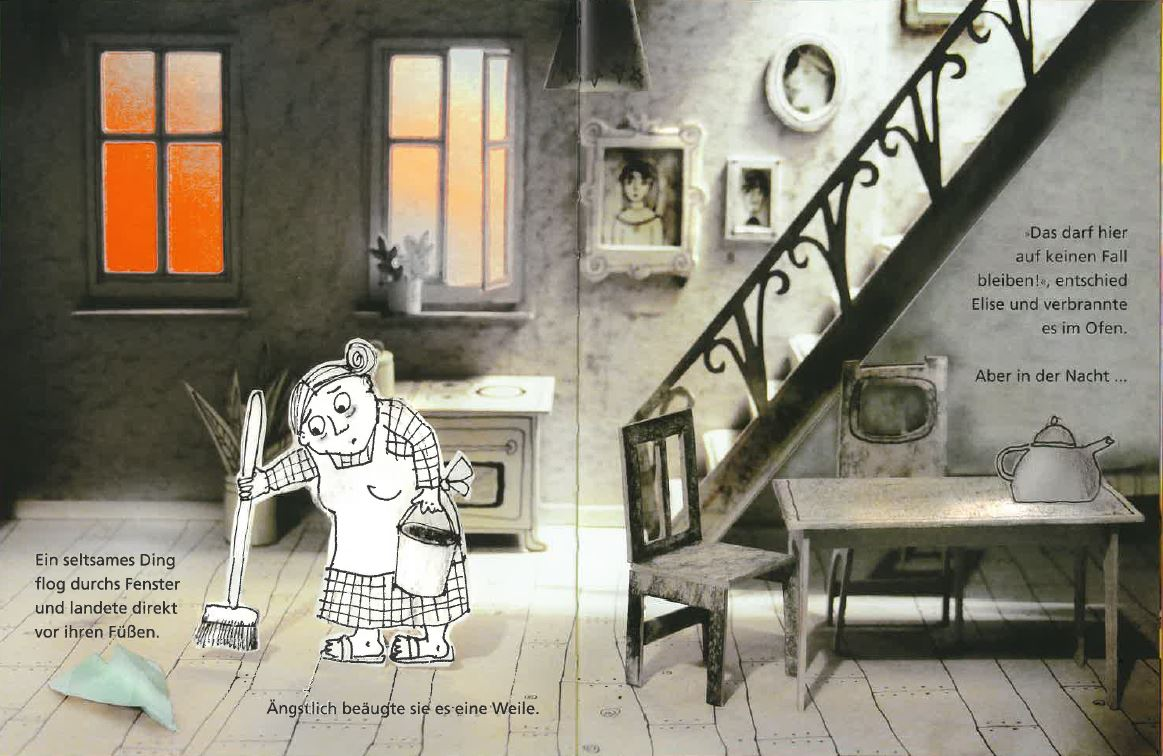 Ein seltsames Ding
flog durchs Fenster
und landete direkt
vor ihren Füßen.
Ängstlich beäugte sie es eine Weile.
»Das darf hier
auf keinen Fall
bleiben!«, entschied
Elise und verbrannte
es im Ofen.
Aber in der Nacht ...